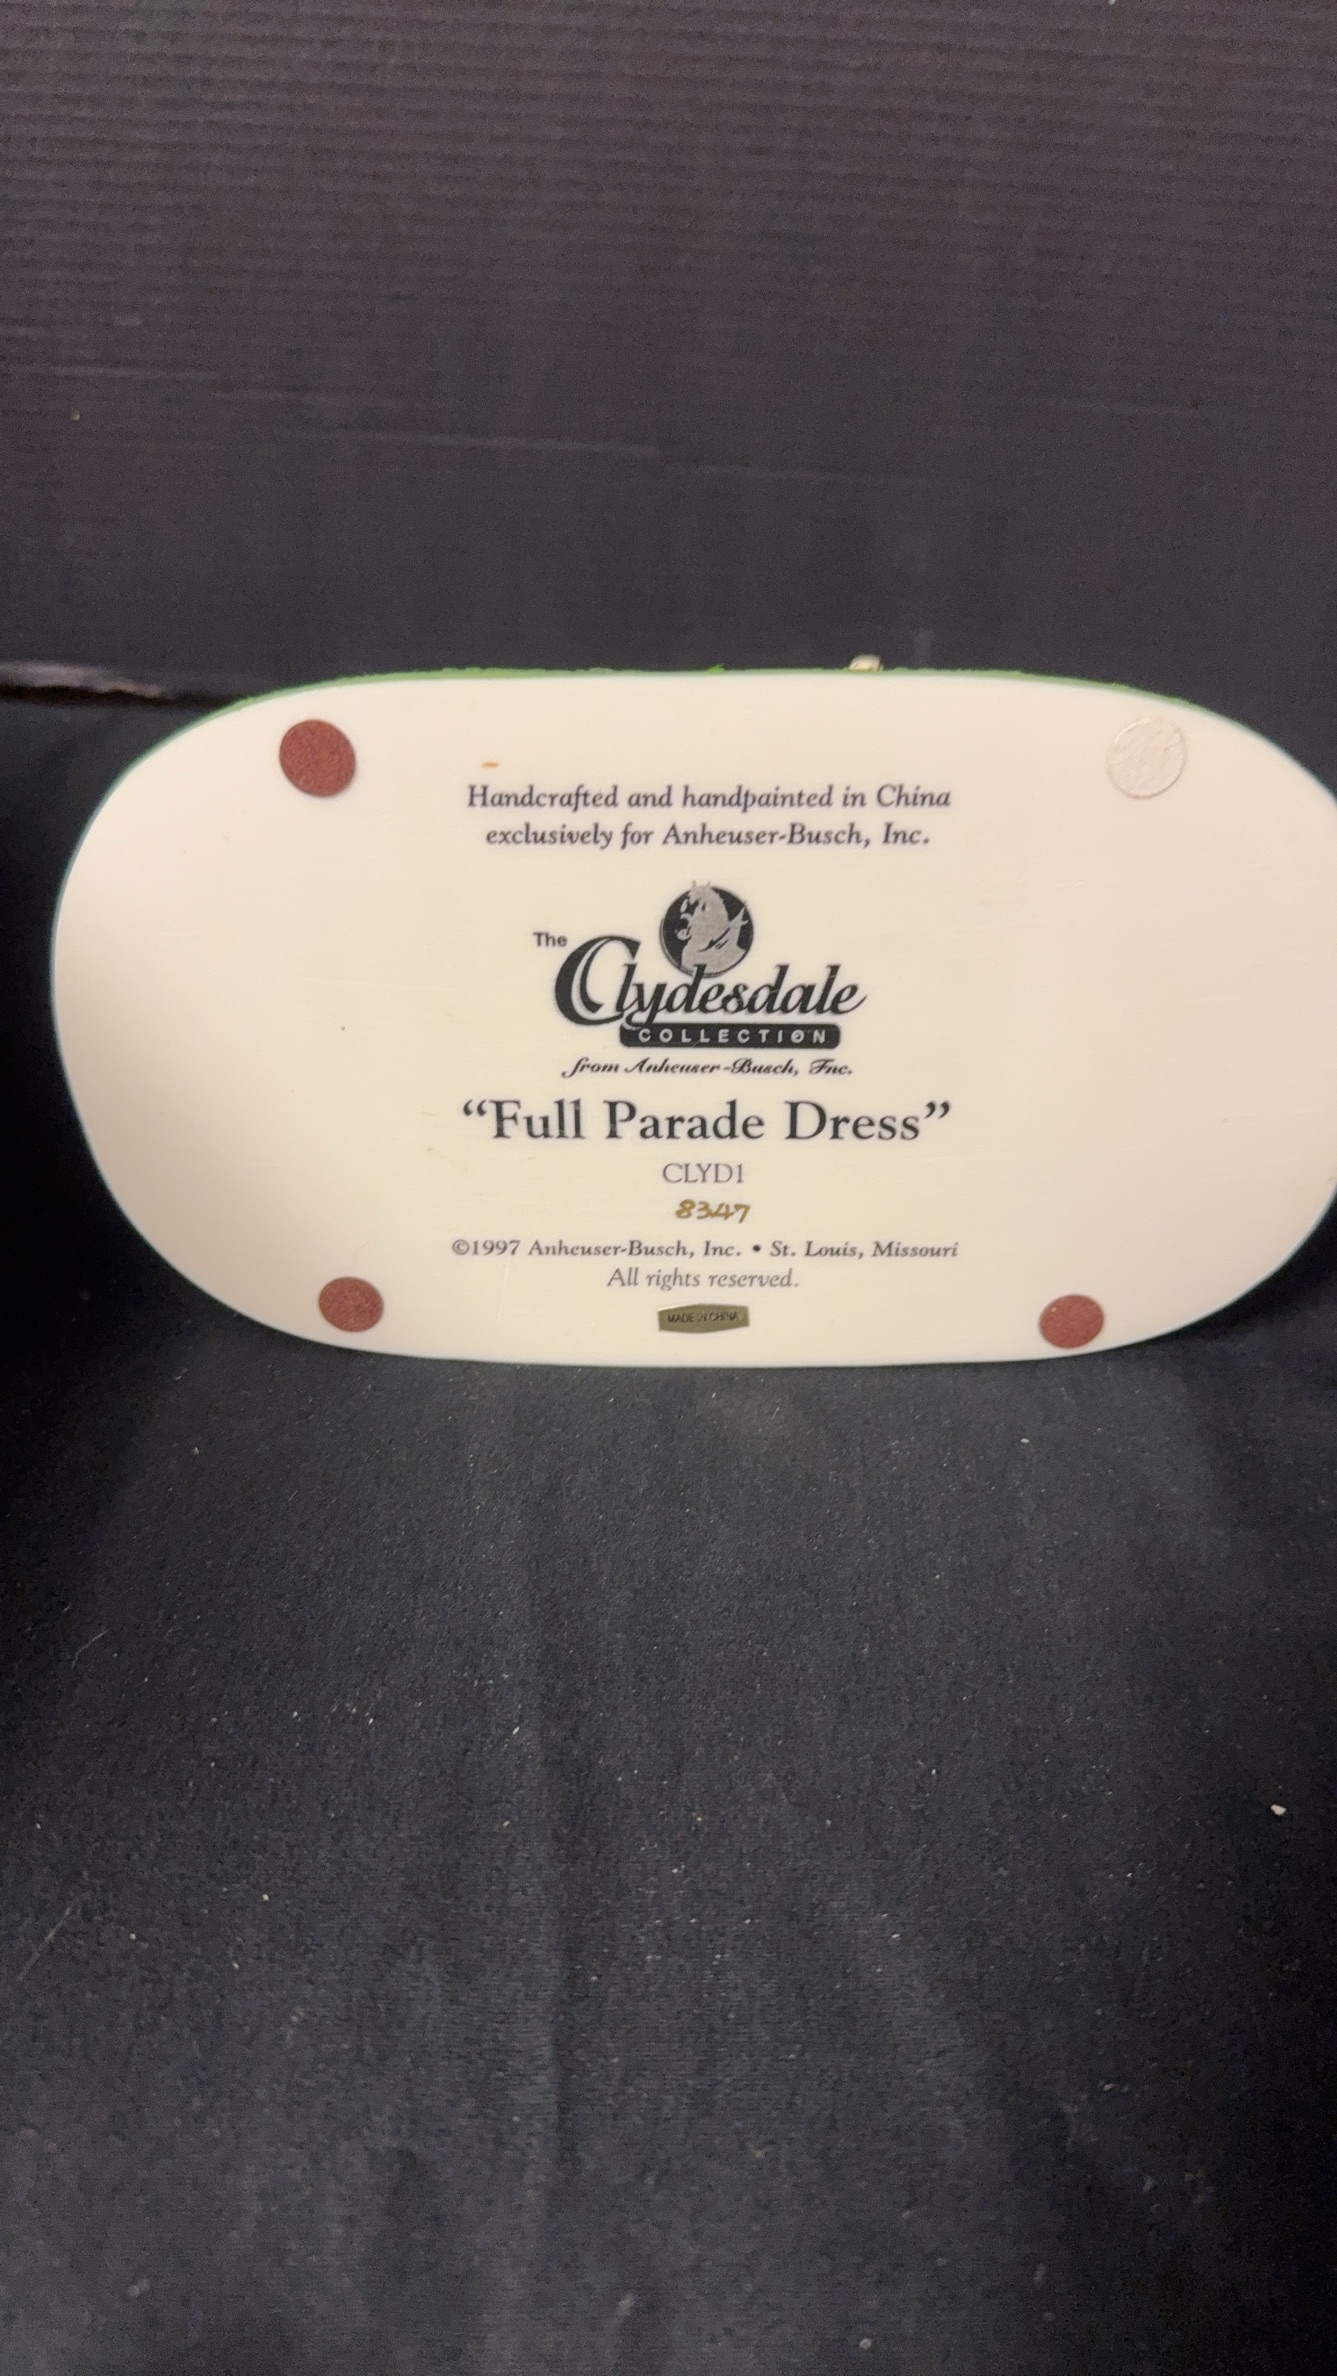 Handcrafted and handpainted in China
exclusively for Anheuser-Busch, Inc.
The
Clydesdale
COLLECTION
from Anheuser-Busch, Inc.
“Full Parade Dress”
CLYD1
8347
©1997 Anheuser-Busch, Inc. • St. Louis, Missouri
All rights reserved.
MADE IN CHINA